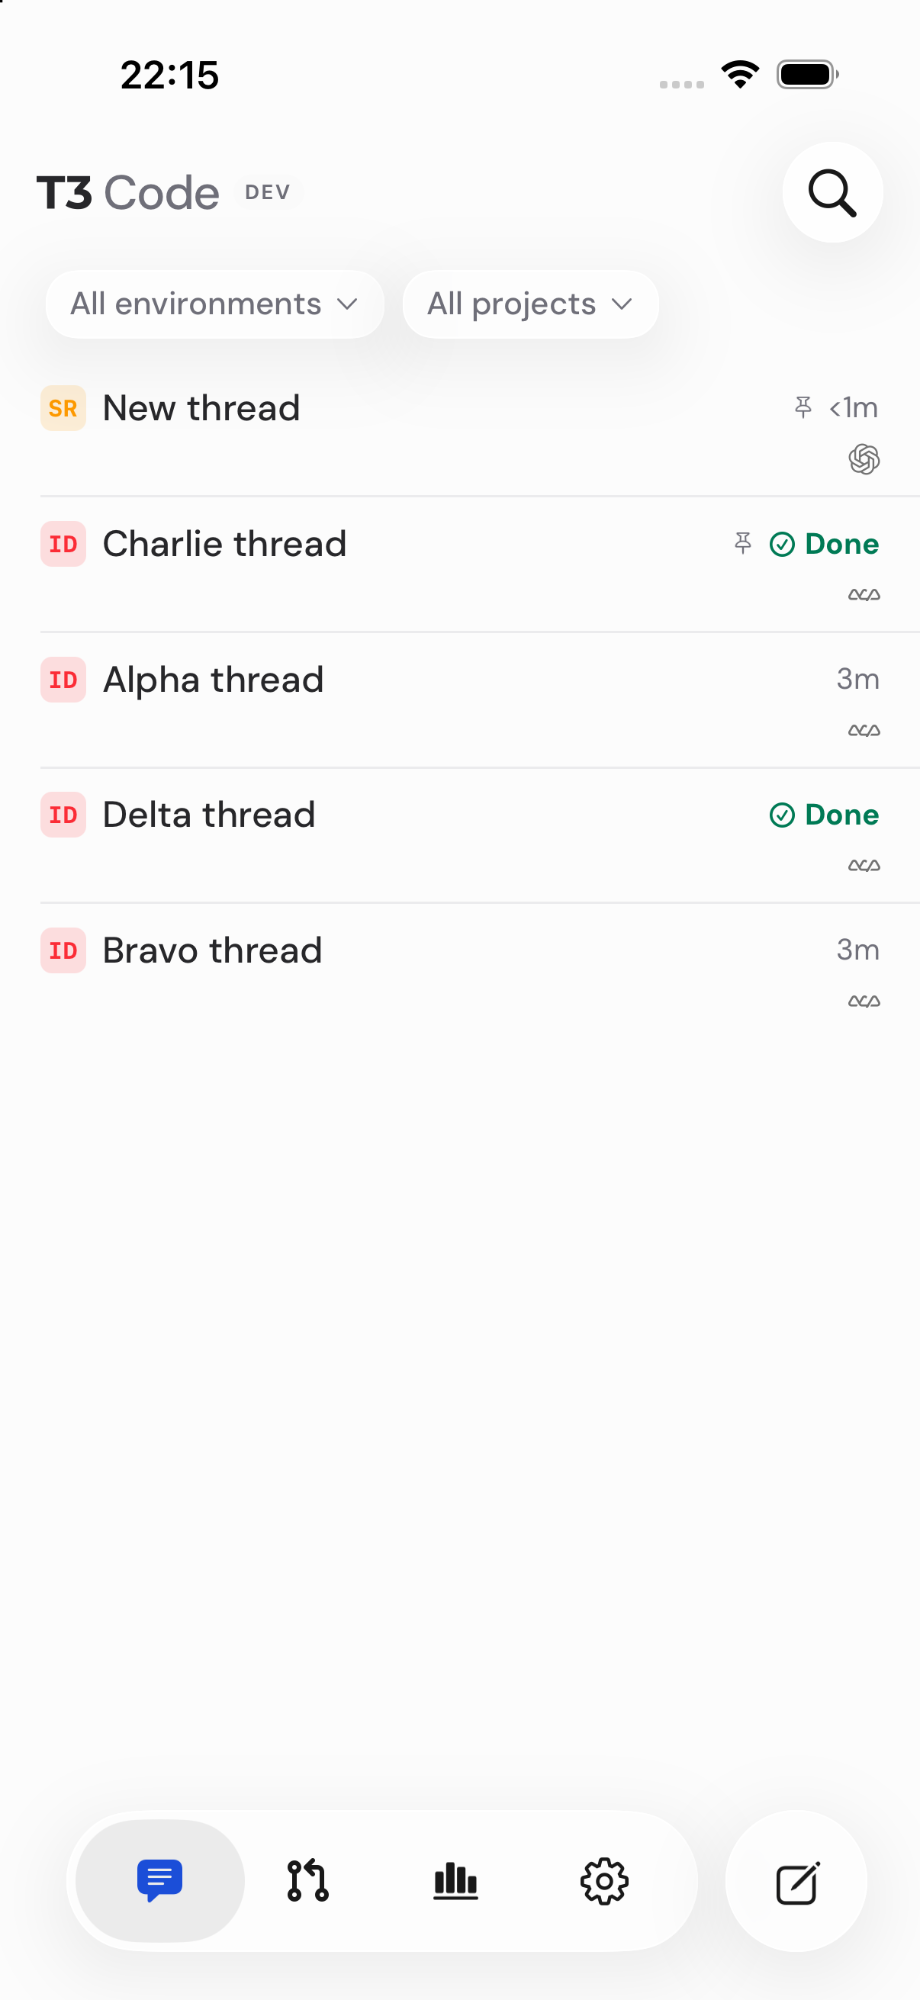 22:15
T3 Code DEV
All environments All projects
SR New thread <1m
ID Charlie thread Done
ID Alpha thread 3m
ID Delta thread Done
ID Bravo thread 3m